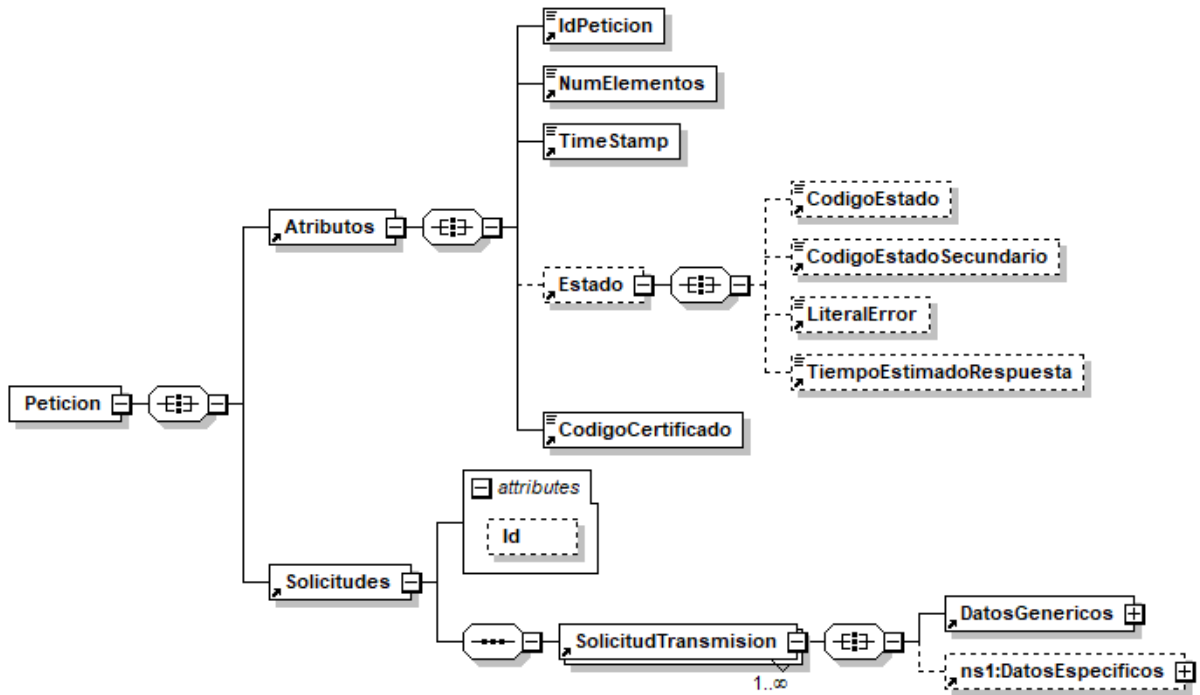 IdPeticion
NumElementos
TimeStamp
CodigoEstado
Atributos
CodigoEstadoSecundario
Estado
LiteralError
TiempoEstimadoRespuesta
Peticion
CodigoCertificado
attributes
Id
Solicitudes
DatosGenericos
SolicitudTransmision
ns1:DatosEspecificos
1..∞